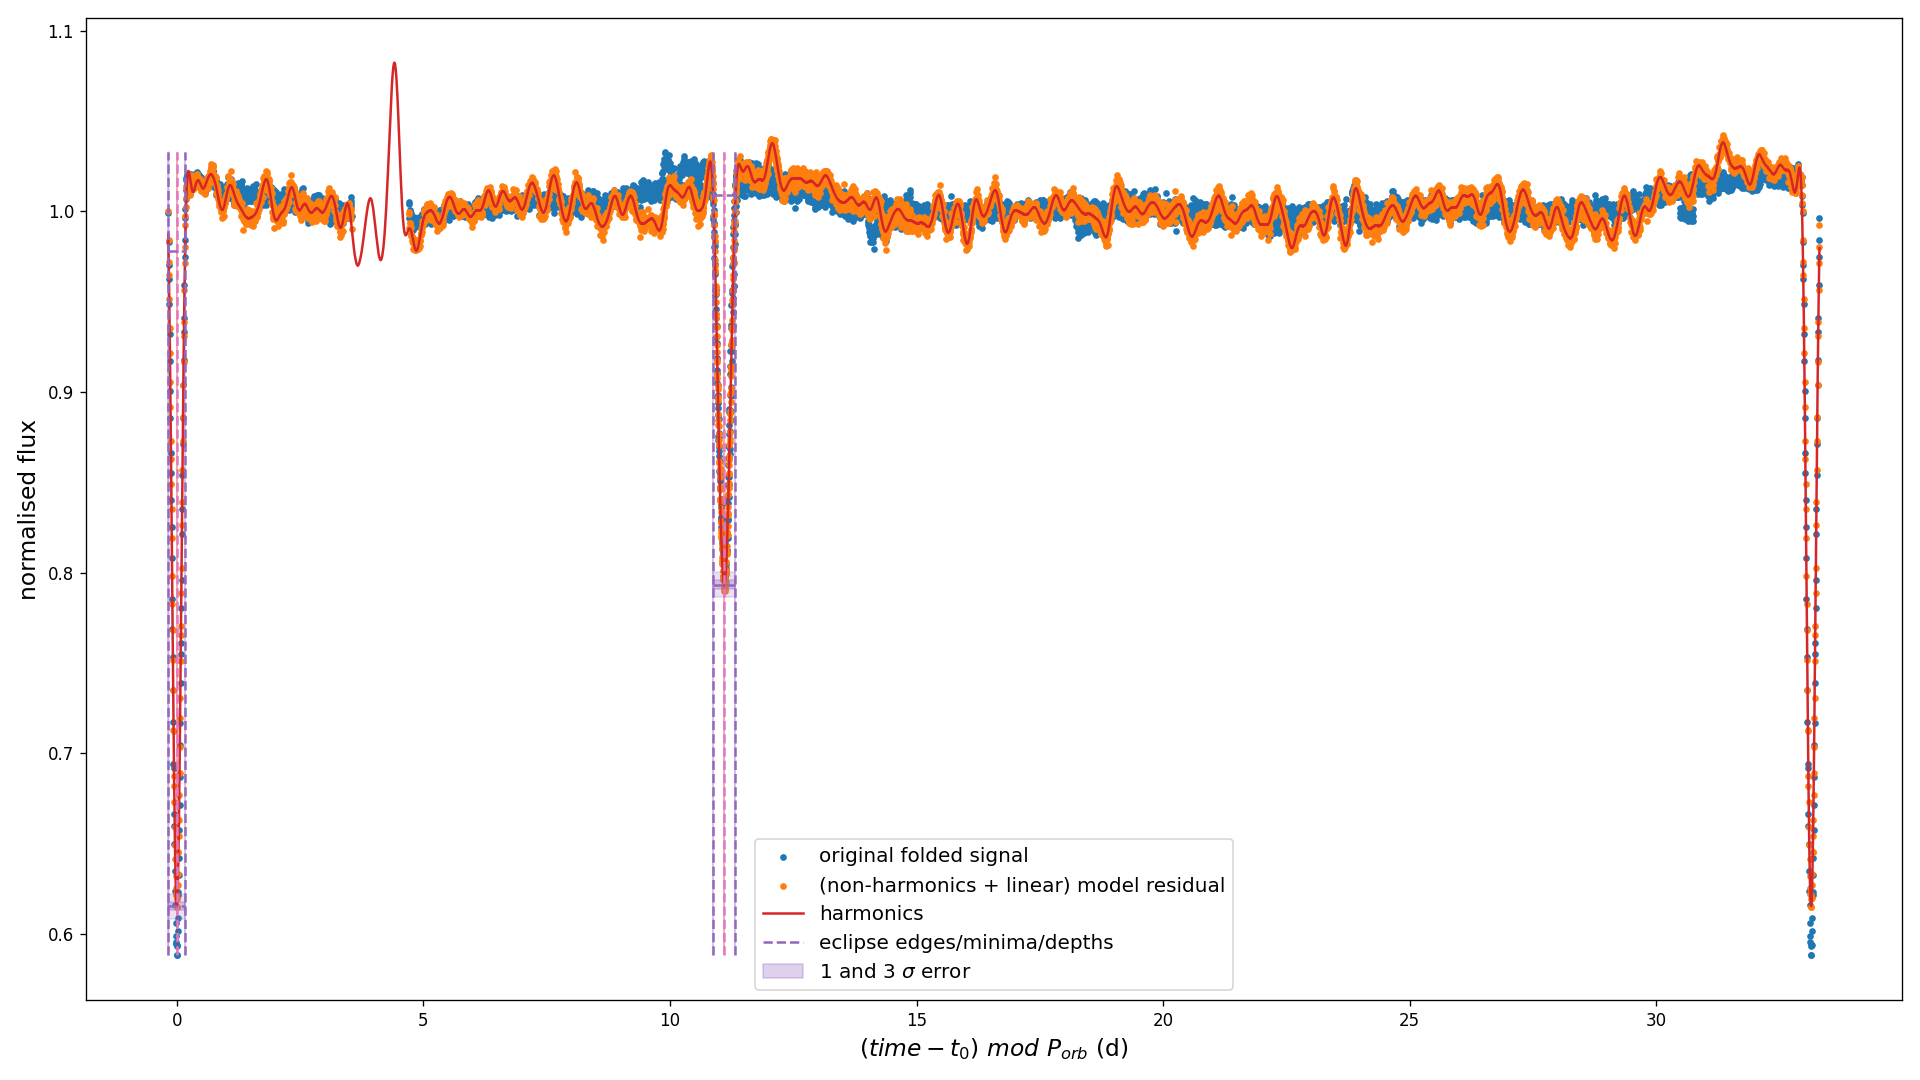 1.1
1.0
0.9
0.8
0.7
0.6
normalised flux
original folded signal
(non-harmonics + linear) model residual
harmonics
eclipse edges/minima/depths
1 and 3 σ error
0 5 10 15 20 25 30
(time − t₀) mod P_orb (d)